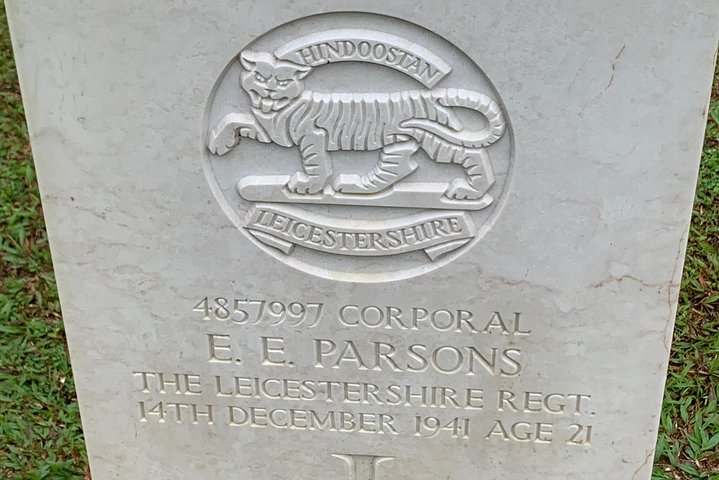 HINDOOSTAN
LEICESTERSHIRE
4857997 CORPORAL
E. E. PARSONS
THE LEICESTERSHIRE REGT.
14TH DECEMBER 1941 AGE 21